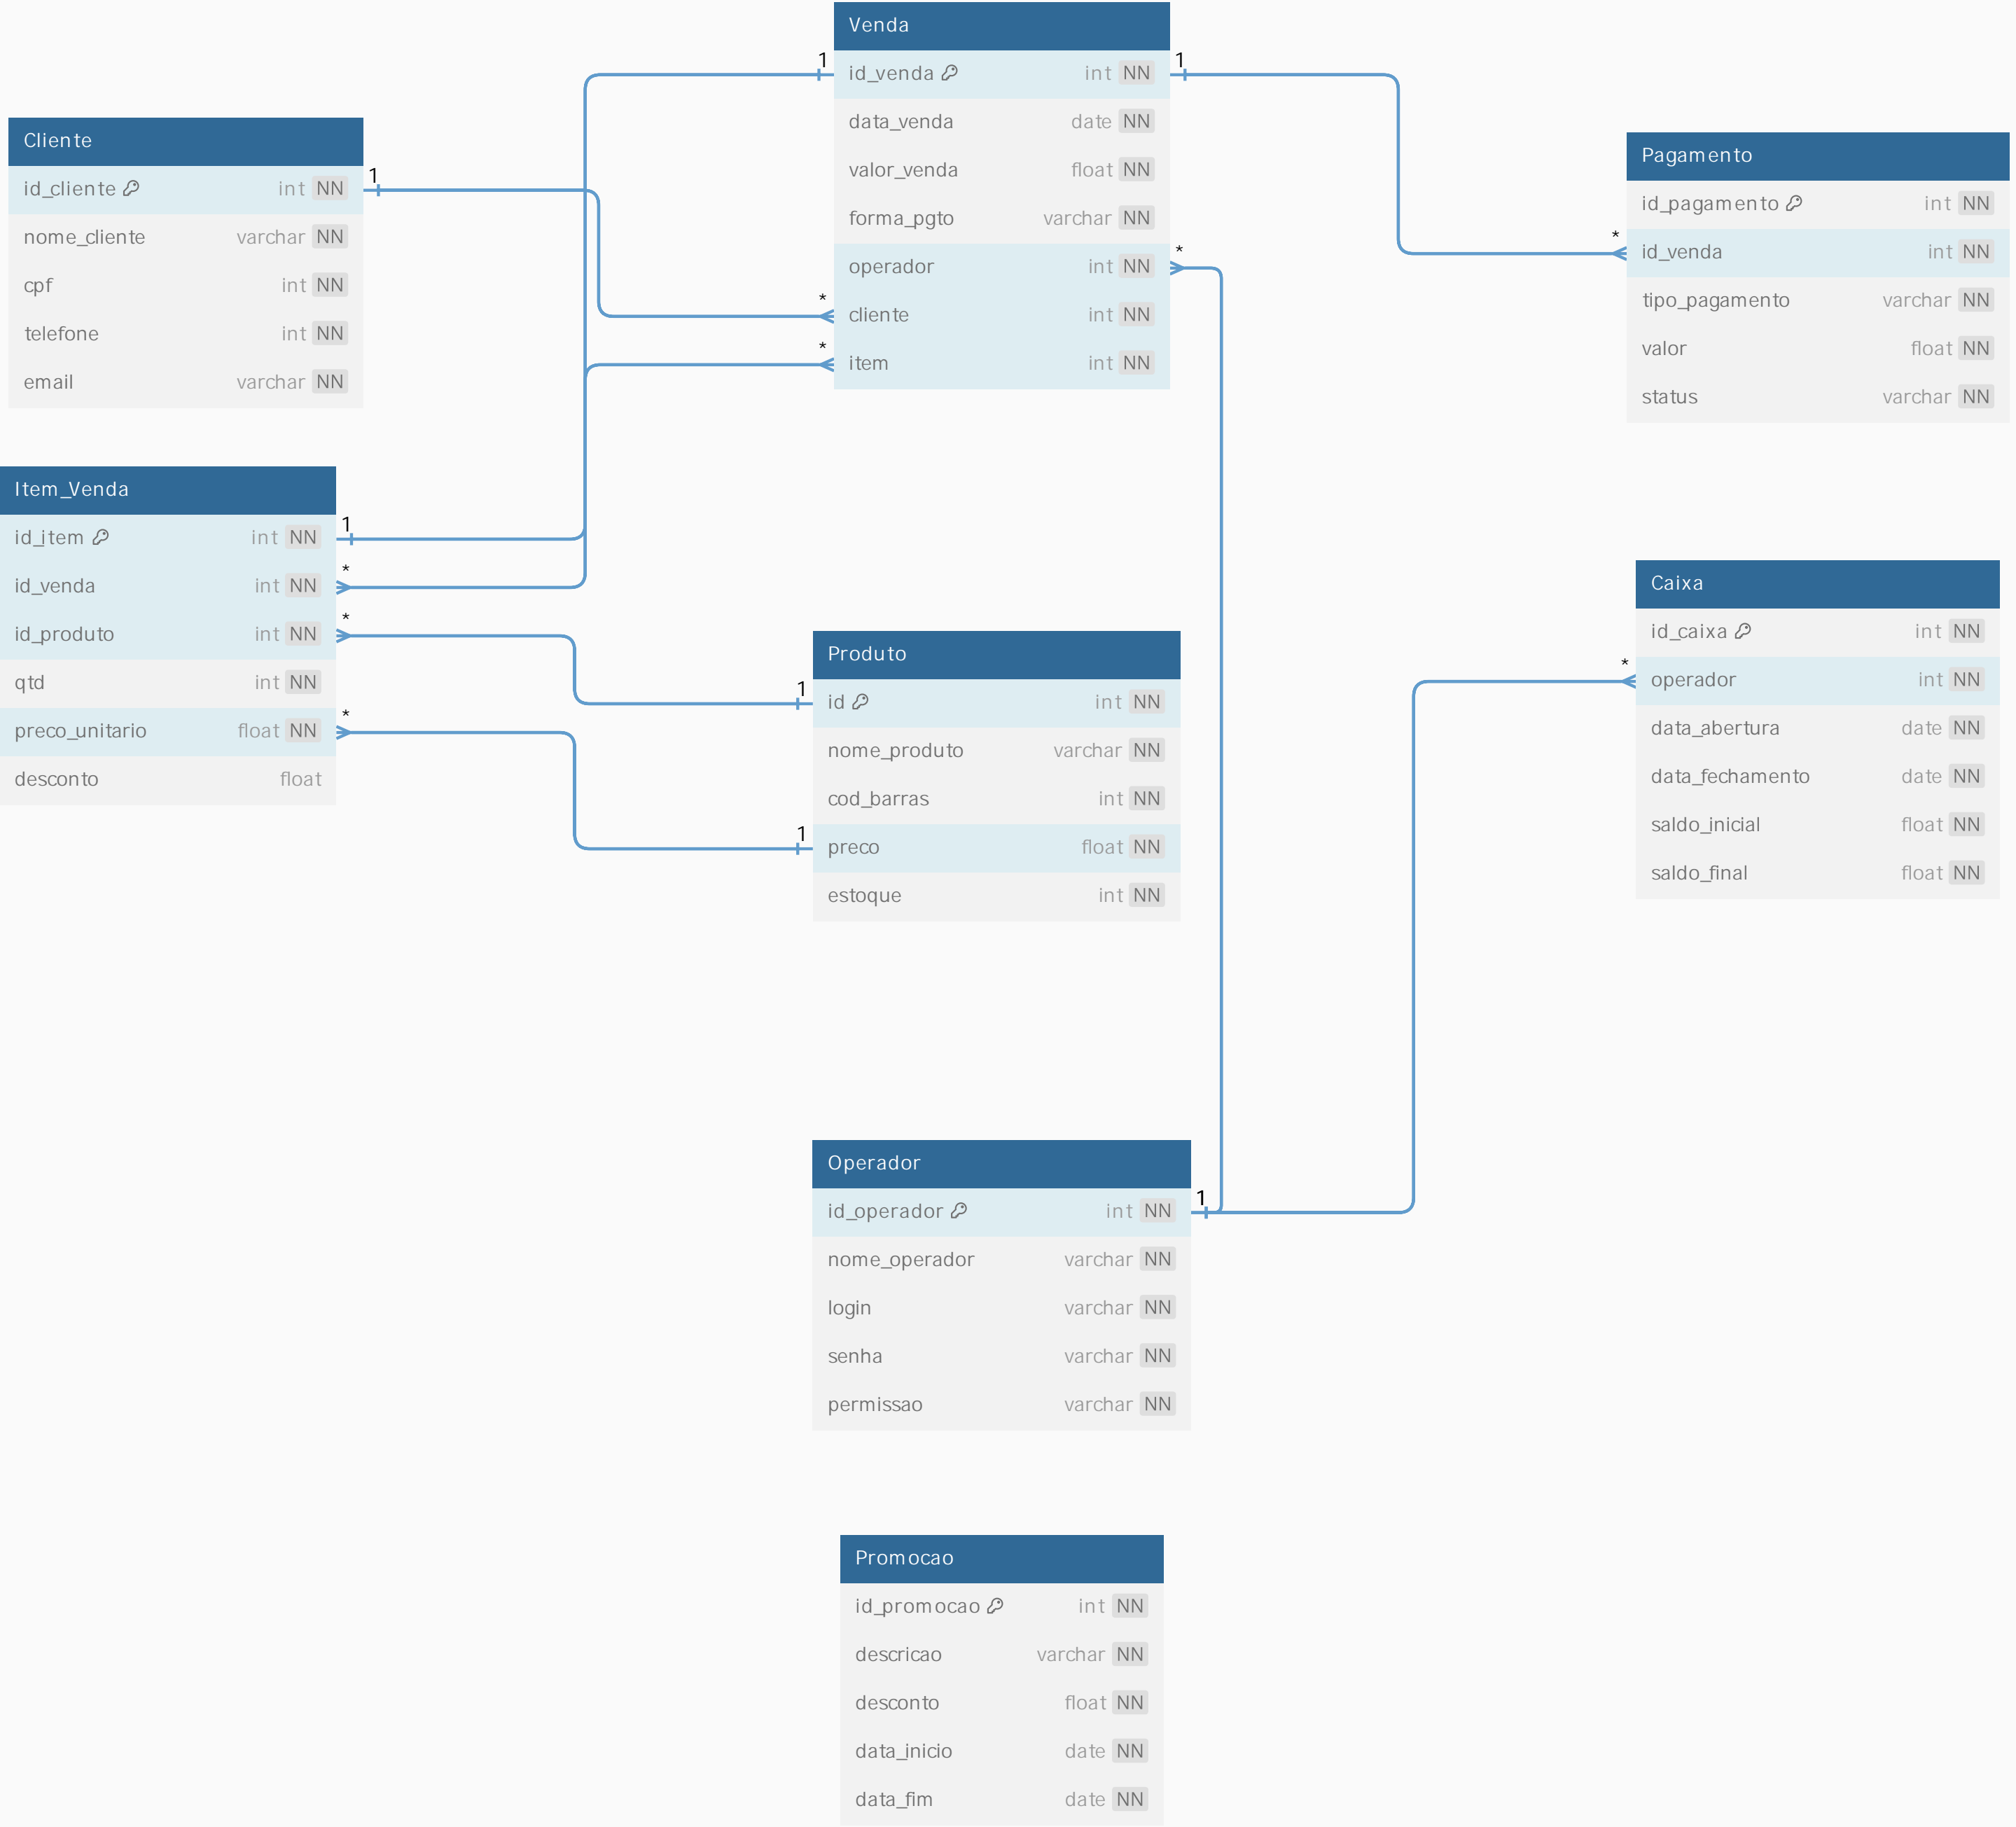 Venda
id_venda int NN
data_venda date NN
valor_venda float NN
forma_pgto varchar NN
operador int NN
cliente int NN
item int NN
1
1
*
*
*
Cliente
id_cliente int NN
nome_cliente varchar NN
cpf int NN
telefone int NN
email varchar NN
1
Pagamento
id_pagamento int NN
id_venda int NN
tipo_pagamento varchar NN
valor float NN
status varchar NN
*
Item_Venda
id_item int NN
id_venda int NN
id_produto int NN
qtd int NN
preco_unitario float NN
desconto float
1
*
*
*
Produto
id int NN
nome_produto varchar NN
cod_barras int NN
preco float NN
estoque int NN
1
1
Caixa
id_caixa int NN
operador int NN
data_abertura date NN
data_fechamento date NN
saldo_inicial float NN
saldo_final float NN
*
Operador
id_operador int NN
nome_operador varchar NN
login varchar NN
senha varchar NN
permissao varchar NN
1
Promocao
id_promocao int NN
descricao varchar NN
desconto float NN
data_inicio date NN
data_fim date NN